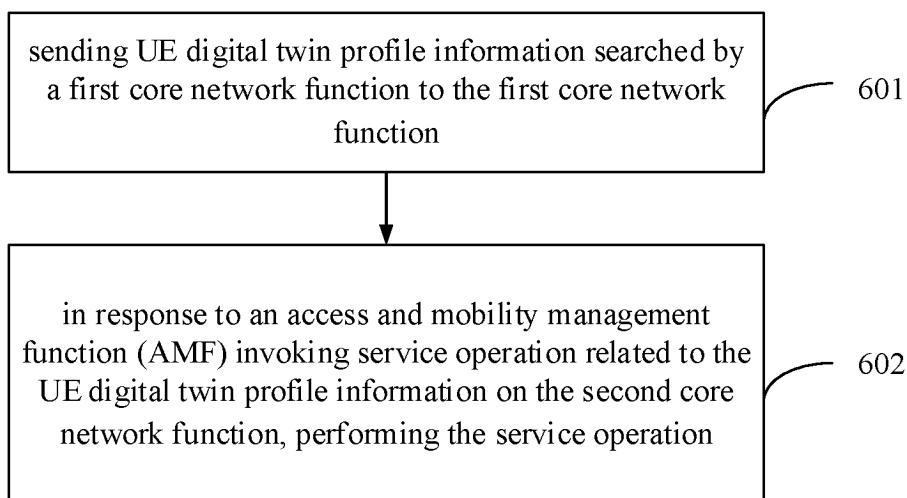 sending UE digital twin profile information searched by
a first core network function to the first core network
function
601
in response to an access and mobility management
function (AMF) invoking service operation related to the
UE digital twin profile information on the second core
network function, performing the service operation
602